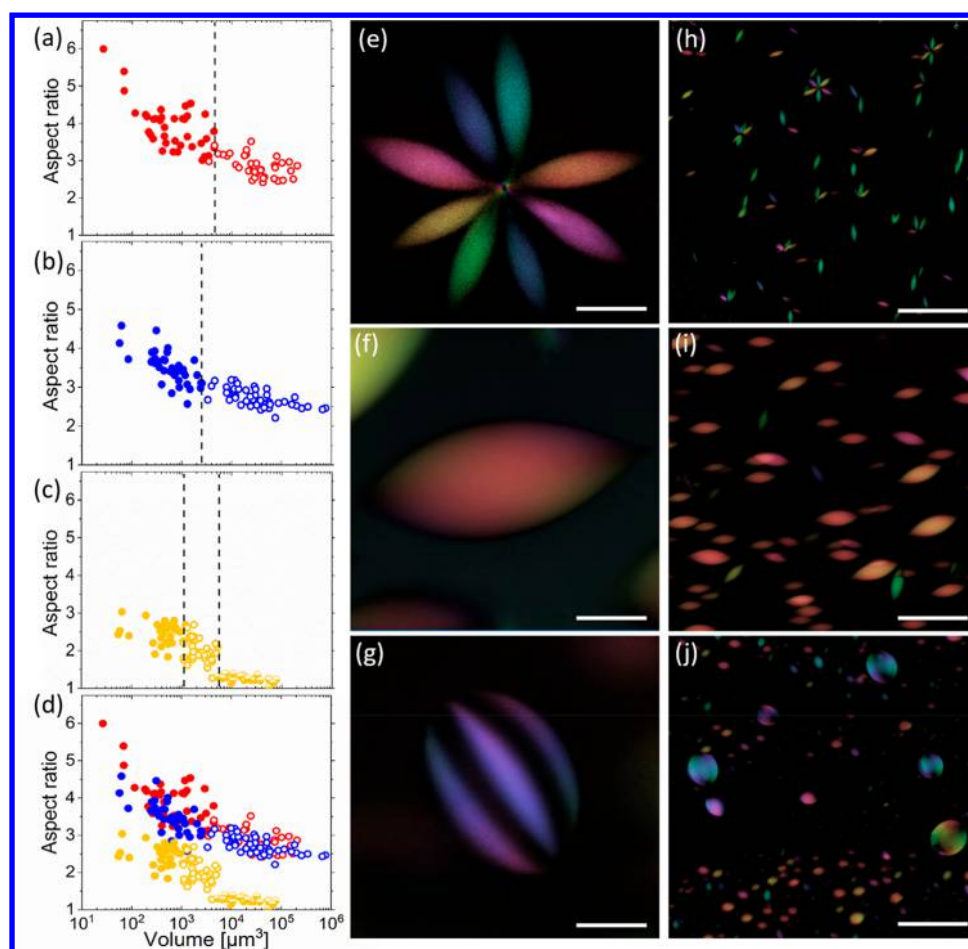 (a)
Aspect ratio
6
5
4
3
2
1
(b)
Aspect ratio
6
5
4
3
2
1
(c)
Aspect ratio
6
5
4
3
2
1
(d)
Aspect ratio
6
5
4
3
2
1
10¹ 10² 10³ 10⁴ 10⁵ 10⁶
Volume [µm³]
(e)
(f)
(g)
(h)
(i)
(j)